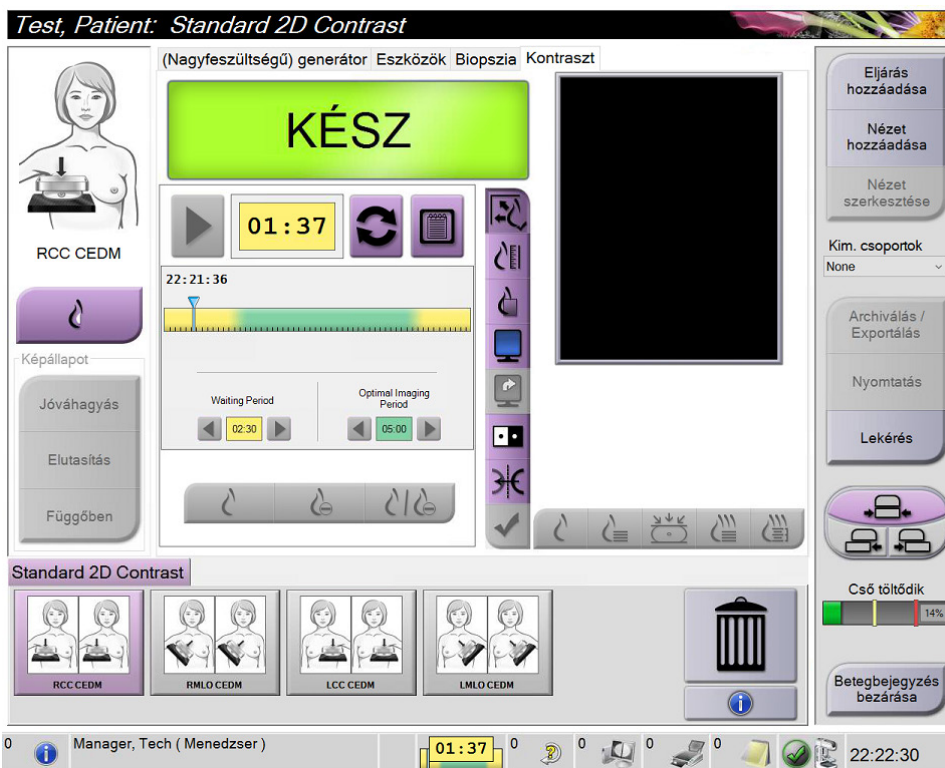 Test, Patient:  Standard 2D Contrast
(Nagyfeszültségű) generátor Eszközök Biopszia Kontraszt
KÉSZ
RCC CEDM
01:37
22:21:36
Waiting Period
Optimal Imaging
Period
02:30
05:00
Képállapot
Jóváhagyás
Elutasítás
Függőben
Eljárás
hozzáadása
Nézet
hozzáadása
Nézet
szerkesztése
Kim. csoportok
None
Archiválás /
Exportálás
Nyomtatás
Lekérés
Cső töltődik
14%
Betegbejegyzés
bezárása
Standard 2D Contrast
RCC CEDM
RMLO CEDM
LCC CEDM
LMLO CEDM
0
Manager, Tech ( Menedzser )
01:37
0
0
0
0
22:22:30